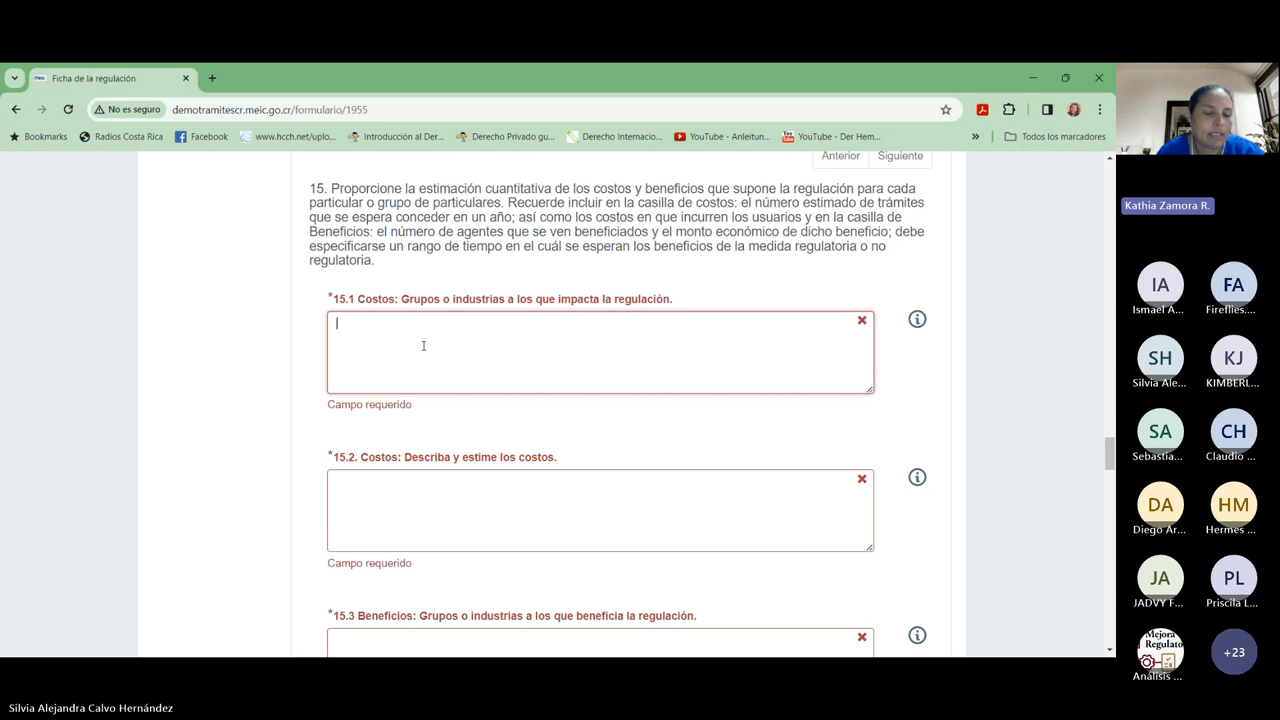 Ficha de la regulación
No es seguro
demotramitescr.meic.go.cr/formulario/1955
Bookmarks
Radios Costa Rica
Facebook
www.hcch.net/uplo...
Introducción al Der...
Derecho Privado gu...
Derecho Internacio...
YouTube - Anleitun...
YouTube - Der Hem...
»
Todos los marcadores
Anterior
Siguiente
15. Proporcione la estimación cuantitativa de los costos y beneficios que supone la regulación para cada
particular o grupo de particulares. Recuerde incluir en la casilla de costos: el número estimado de trámites
que se espera conceder en un año; así como los costos en que incurren los usuarios y en la casilla de
Beneficios: el número de agentes que se ven beneficiados y el monto económico de dicho beneficio; debe
especificarse un rango de tiempo en el cuál se esperan los beneficios de la medida regulatoria o no
regulatoria.
*15.1 Costos: Grupos o industrias a los que impacta la regulación.
Campo requerido
*15.2. Costos: Describa y estime los costos.
Campo requerido
*15.3 Beneficios: Grupos o industrias a los que beneficia la regulación.
Kathia Zamora R.
IA
Ismael A...
FA
Fireflies....
SH
Silvia Ale...
KJ
KIMBERL...
SA
Sebastia...
CH
Claudio ...
DA
Diego Ar...
HM
Hermes ...
JA
JADVY F...
PL
Priscila L...
Mejora
Regulato
Análisis ...
+23
Silvia Alejandra Calvo Hernández